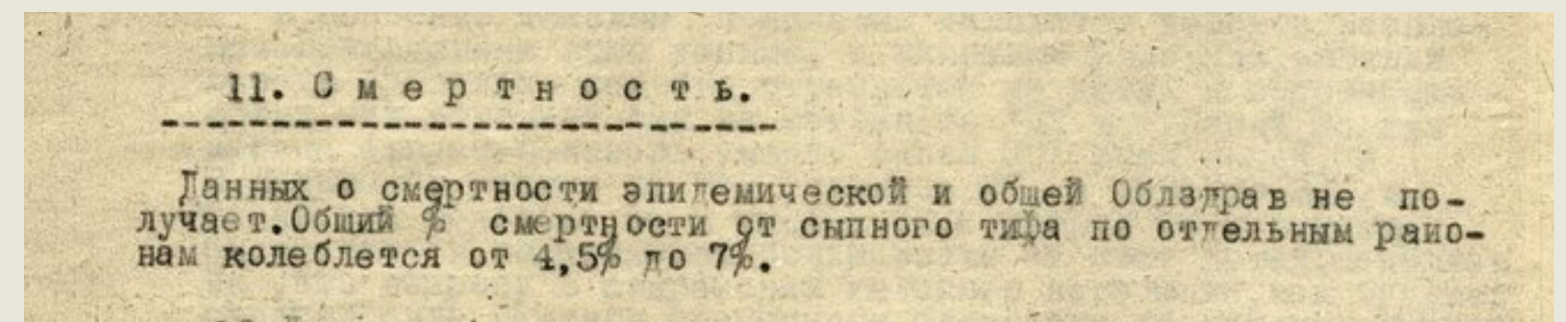 11. С м е р т н о с т ь.
Данных о смертности эпидемической и общей Облздрав не по-
лучает.Общий % смертности от сыпного тифа по отдельным райо-
нам колеблется от 4,5% до 7%.